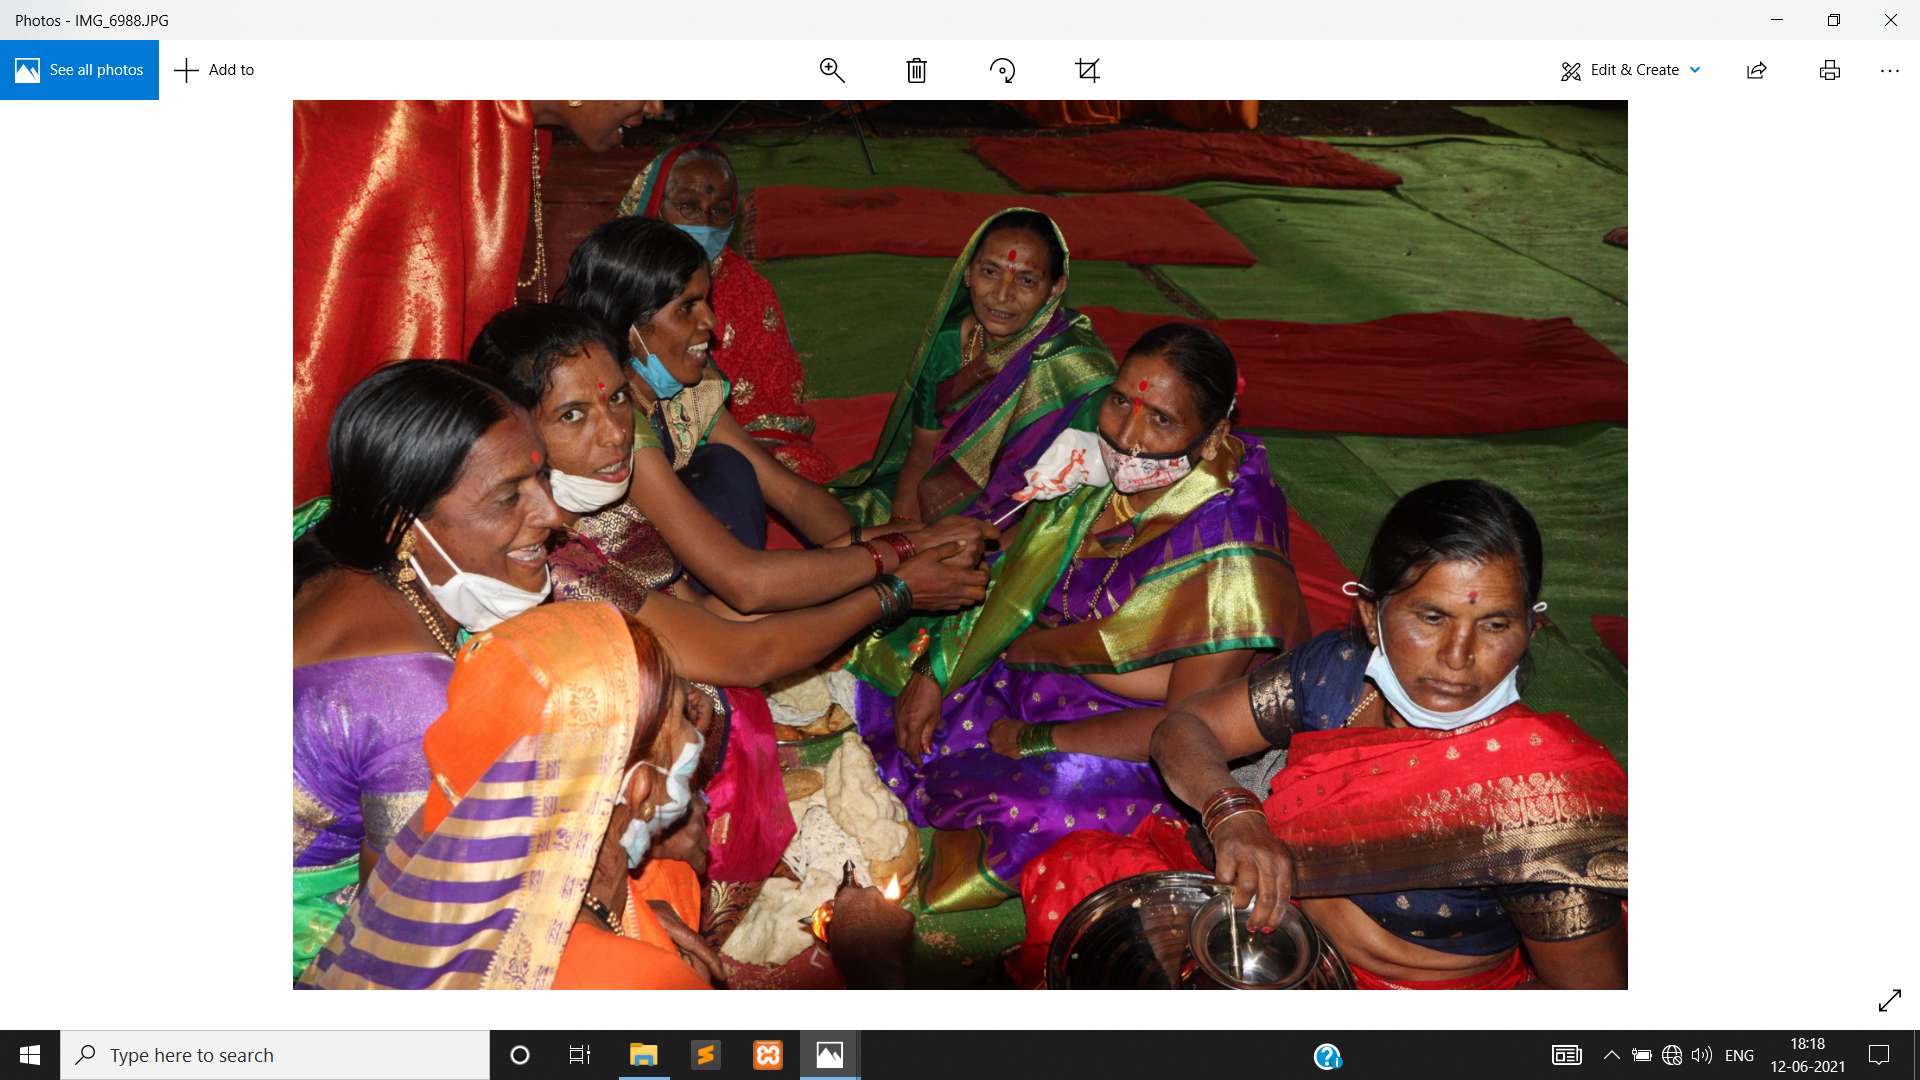 Photos - IMG_6988.JPG
See all photos
Add to
Edit & Create
Type here to search
ENG
18:18
12-06-2021